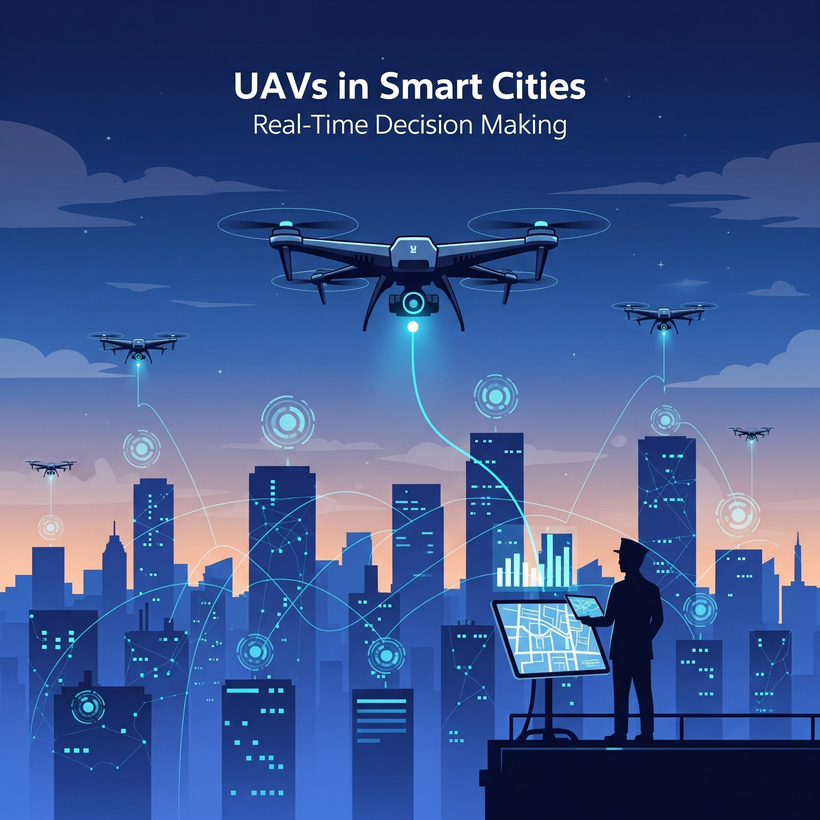 UAVs in Smart Cities
Real-Time Decision Making